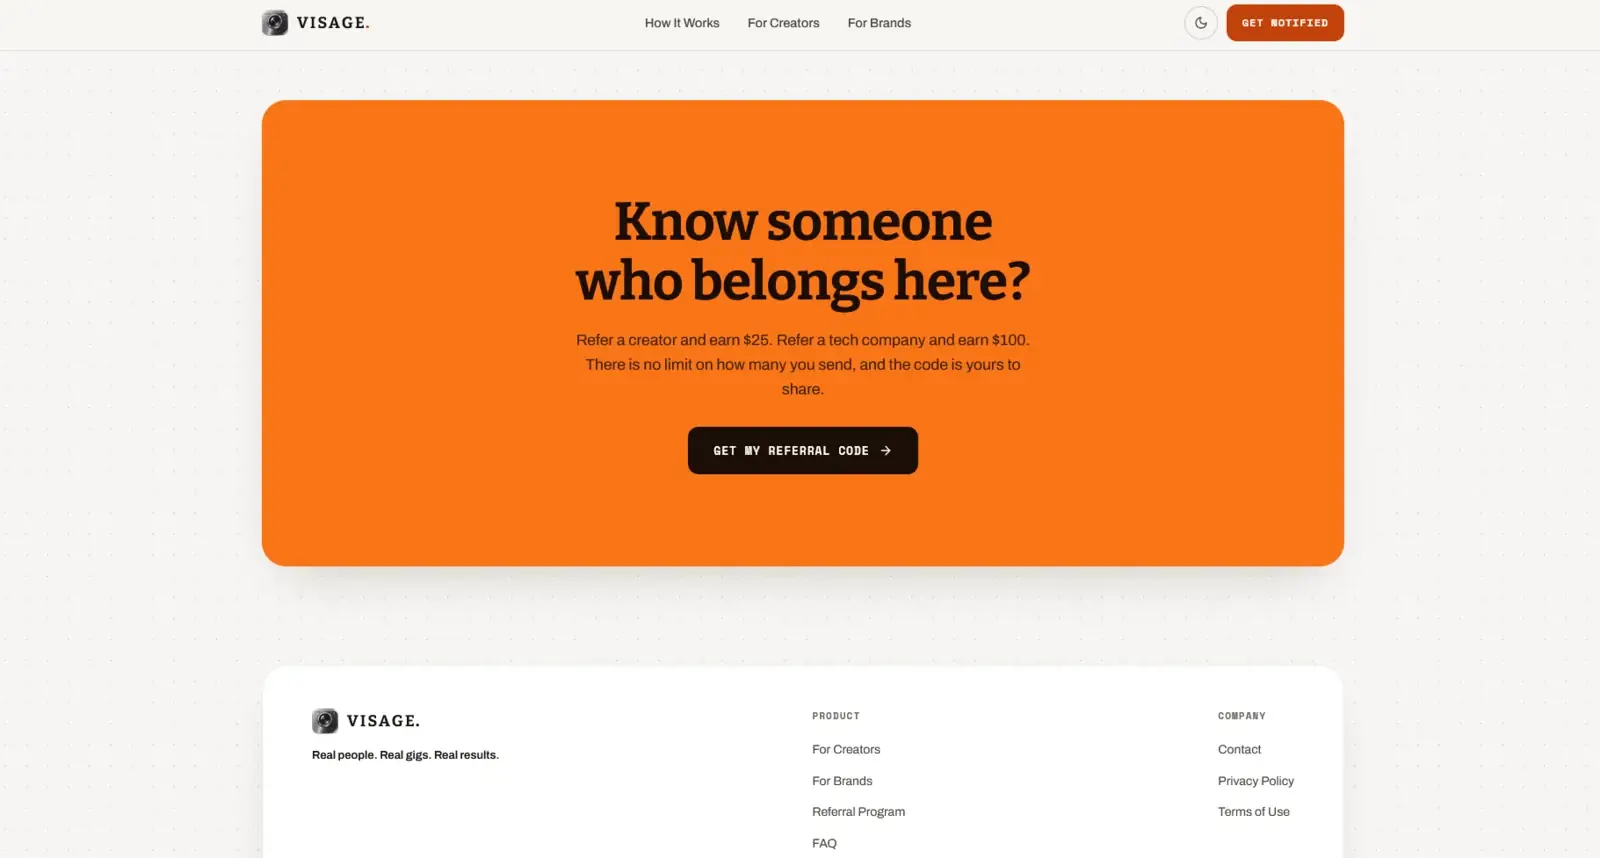 VISAGE.
How It Works
For Creators
For Brands
GET NOTIFIED
Know someone
who belongs here?
Refer a creator and earn $25. Refer a tech company and earn $100.
There is no limit on how many you send, and the code is yours to
share.
GET MY REFERRAL CODE →
VISAGE.
Real people. Real gigs. Real results.
PRODUCT
For Creators
For Brands
Referral Program
FAQ
COMPANY
Contact
Privacy Policy
Terms of Use